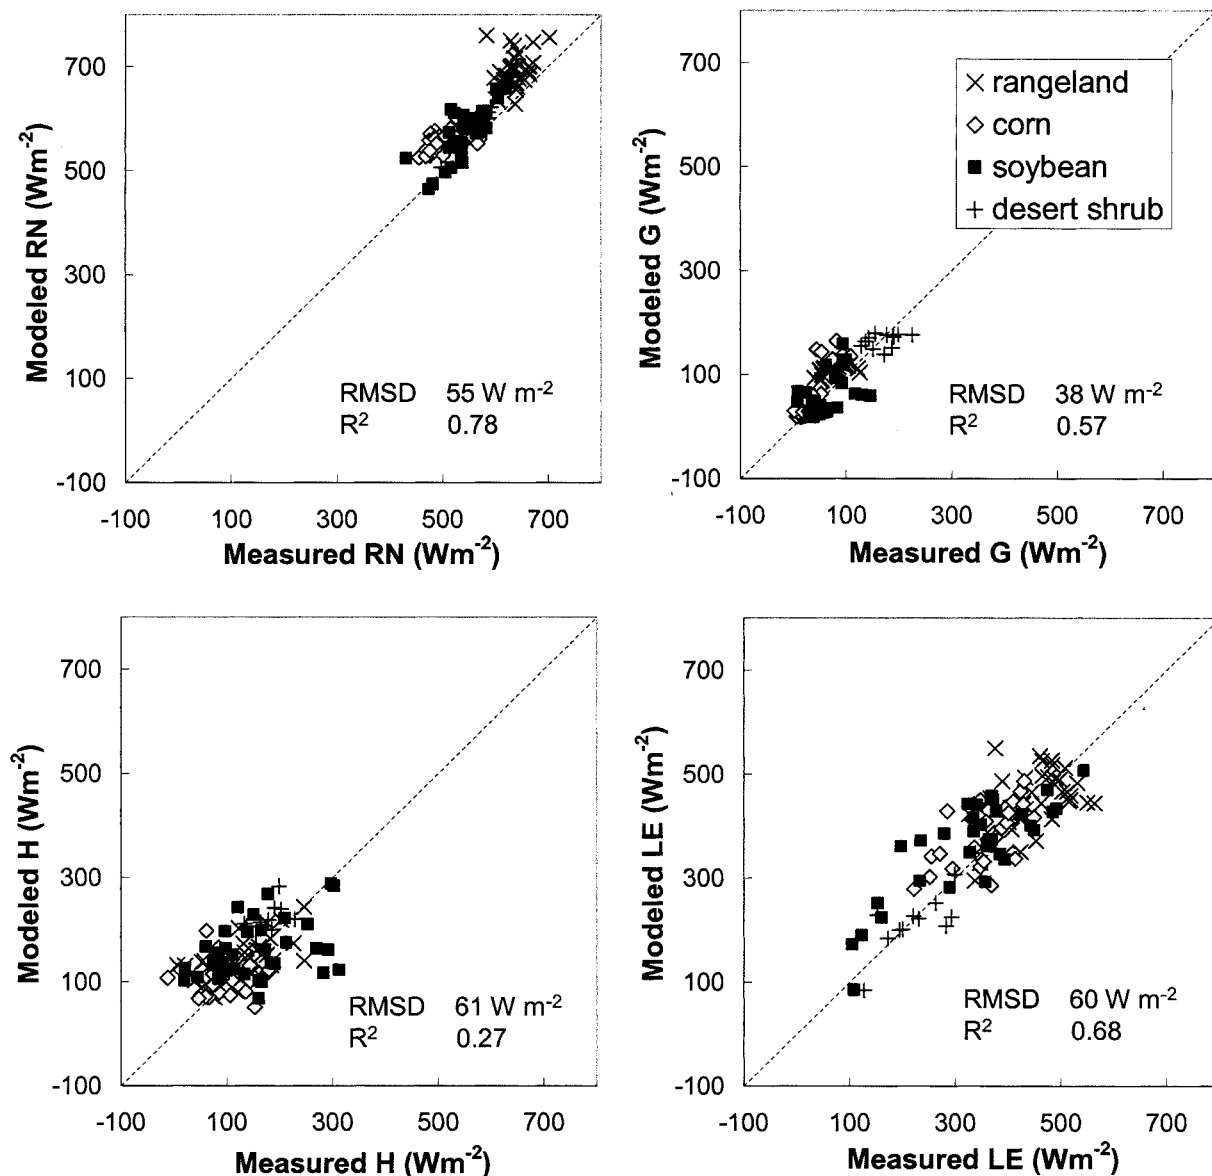 Modeled RN (Wm-2)
700
500
300
100
-100
RMSD 55 W m-2
R2 0.78
-100 100 300 500 700
Measured RN (Wm-2)
Modeled G (Wm-2)
700
500
300
100
-100
rangeland
corn
soybean
desert shrub
RMSD 38 W m-2
R2 0.57
-100 100 300 500 700
Measured G (Wm-2)
Modeled H (Wm-2)
700
500
300
100
-100
RMSD 61 W m-2
R2 0.27
-100 100 300 500 700
Measured H (Wm-2)
Modeled LE (Wm-2)
700
500
300
100
-100
RMSD 60 W m-2
R2 0.68
-100 100 300 500 700
Measured LE (Wm-2)